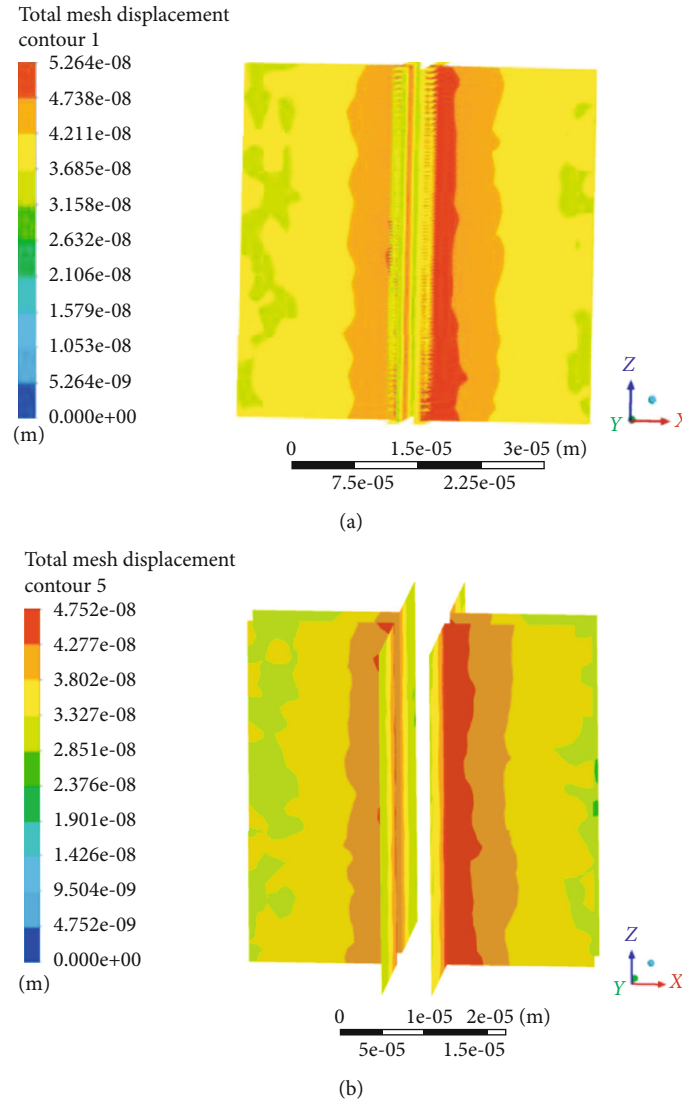 Total mesh displacement
contour 1
5.264e-08
4.738e-08
4.211e-08
3.685e-08
3.158e-08
2.632e-08
2.106e-08
1.579e-08
1.053e-08
5.264e-09
0.000e+00
(m)
Z
Y
X
0 1.5e-05 3e-05 (m)
7.5e-05 2.25e-05
(a)
Total mesh displacement
contour 5
4.752e-08
4.277e-08
3.802e-08
3.327e-08
2.851e-08
2.376e-08
1.901e-08
1.426e-08
9.504e-09
4.752e-09
0.000e+00
(m)
Z
Y
X
0 1e-05 2e-05 (m)
5e-05 1.5e-05
(b)